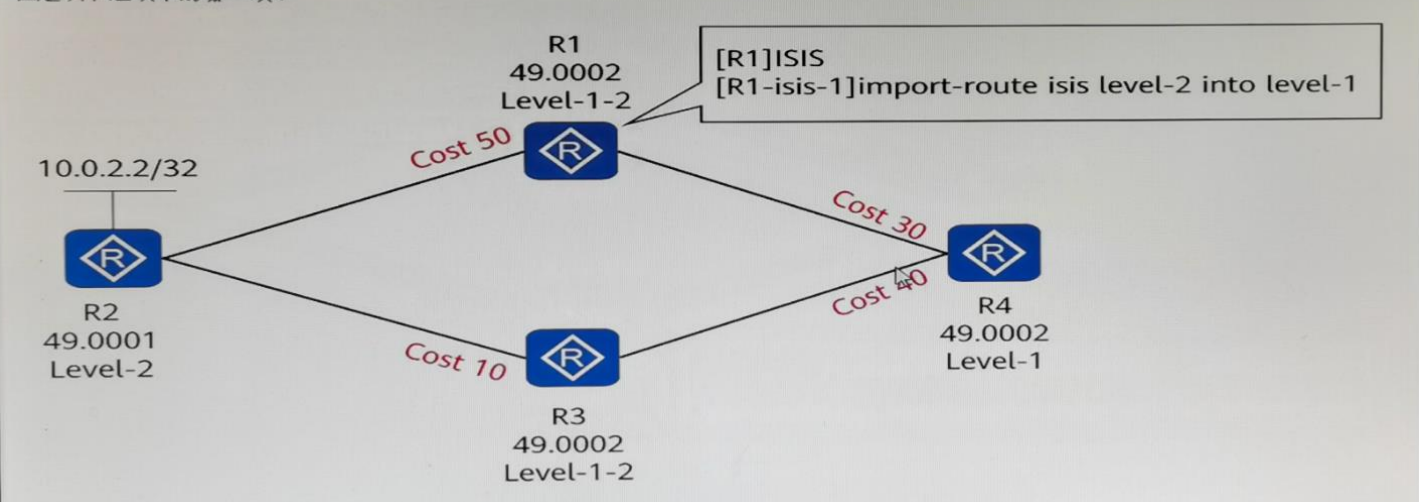 R1
49.0002
Level-1-2
[R1]ISIS
[R1-isis-1]import-route isis level-2 into level-1
Cost 50
10.0.2.2/32
R
Cost 30
R
R
Cost 40
R2
49.0001
Level-2
R4
49.0002
Level-1
Cost 10
R
R3
49.0002
Level-1-2